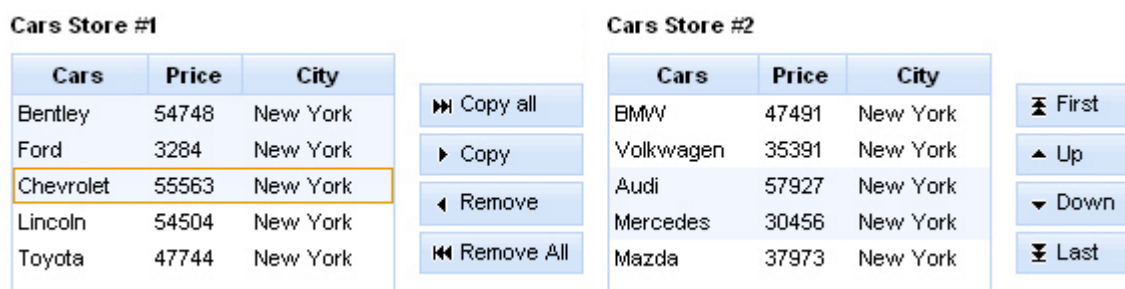 Cars Store #1
Cars Price City
Bentley 54748 New York
Ford 3284 New York
Chevrolet 55563 New York
Lincoln 54504 New York
Toyota 47744 New York
Copy all
Copy
Remove
Remove All
Cars Store #2
Cars Price City
BMW 47491 New York
Volkwagen 35391 New York
Audi 57927 New York
Mercedes 30456 New York
Mazda 37973 New York
First
Up
Down
Last